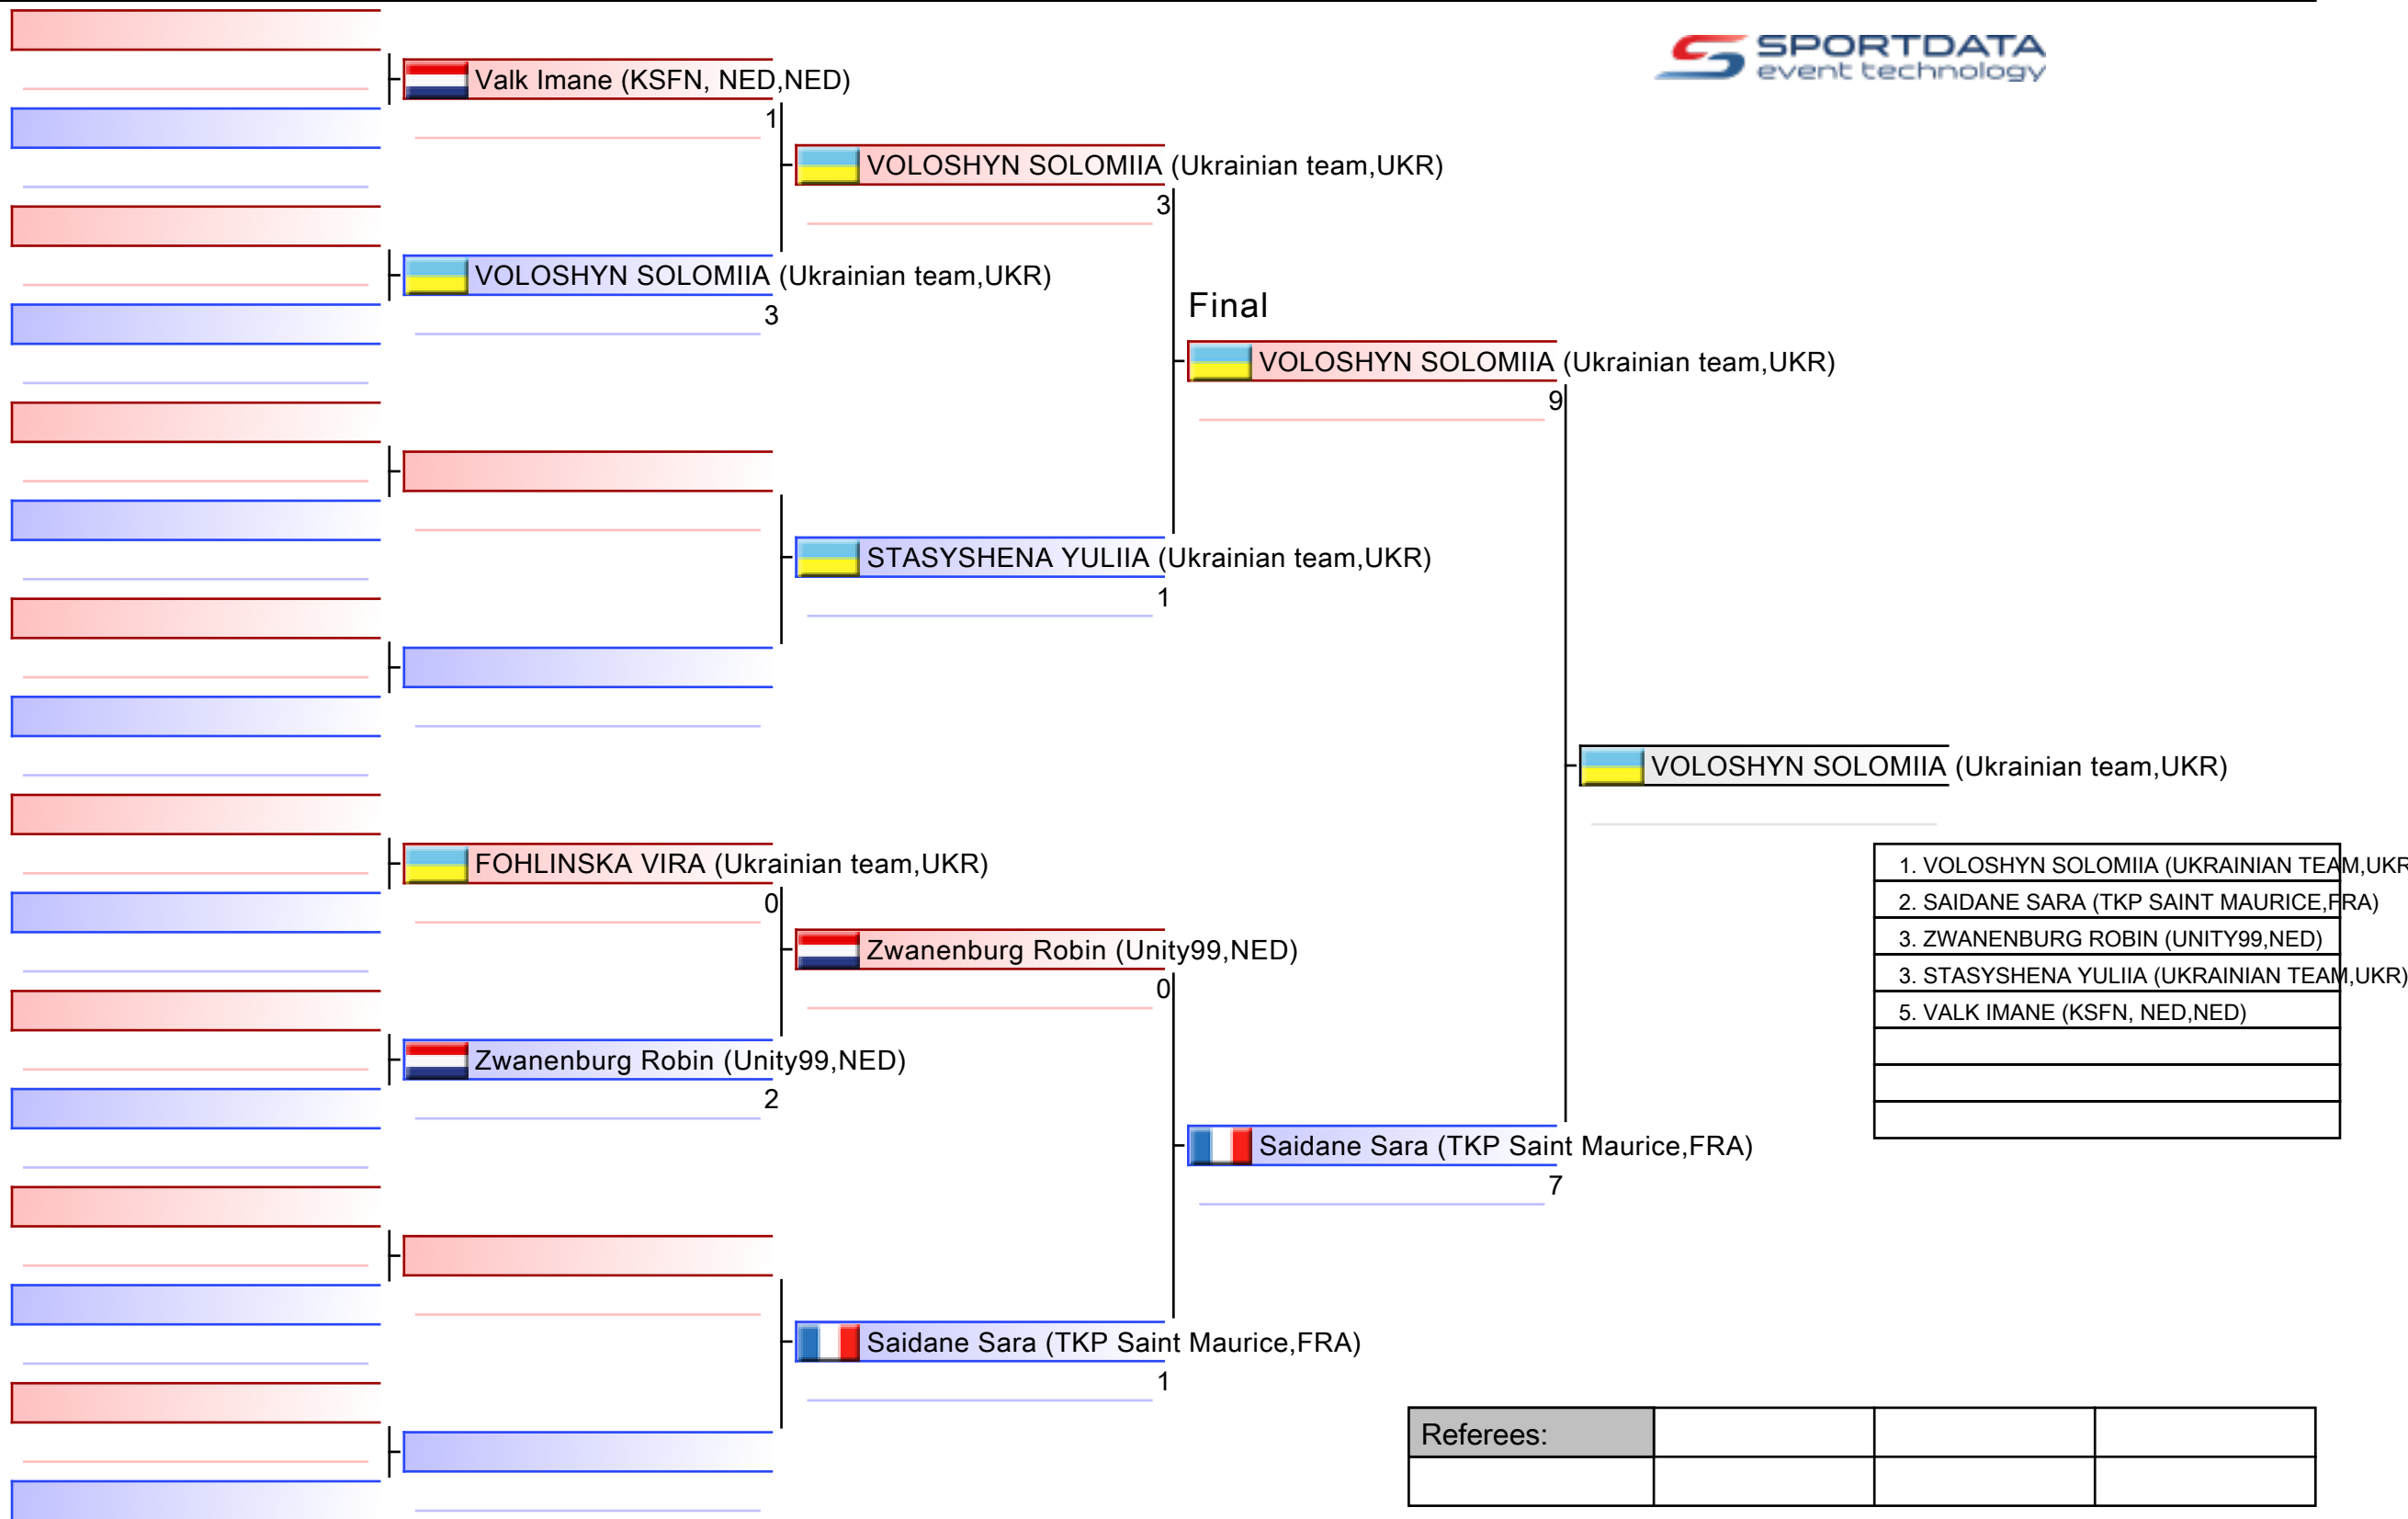 SPORTDATA
event technology
Valk Imane (KSFN, NED,NED)
1
VOLOSHYN SOLOMIIA (Ukrainian team,UKR)
3
VOLOSHYN SOLOMIIA (Ukrainian team,UKR)
3
Final
VOLOSHYN SOLOMIIA (Ukrainian team,UKR)
9
STASYSHENA YULIIA (Ukrainian team,UKR)
1
VOLOSHYN SOLOMIIA (Ukrainian team,UKR)
FOHLINSKA VIRA (Ukrainian team,UKR)
0
1. VOLOSHYN SOLOMIIA (UKRAINIAN TEAM,UKR
2. SAIDANE SARA (TKP SAINT MAURICE,FRA)
3. ZWANENBURG ROBIN (UNITY99,NED)
3. STASYSHENA YULIIA (UKRAINIAN TEAM,UKR)
5. VALK IMANE (KSFN, NED,NED)
Zwanenburg Robin (Unity99,NED)
0
Zwanenburg Robin (Unity99,NED)
2
Saidane Sara (TKP Saint Maurice,FRA)
7
Saidane Sara (TKP Saint Maurice,FRA)
1
Referees: